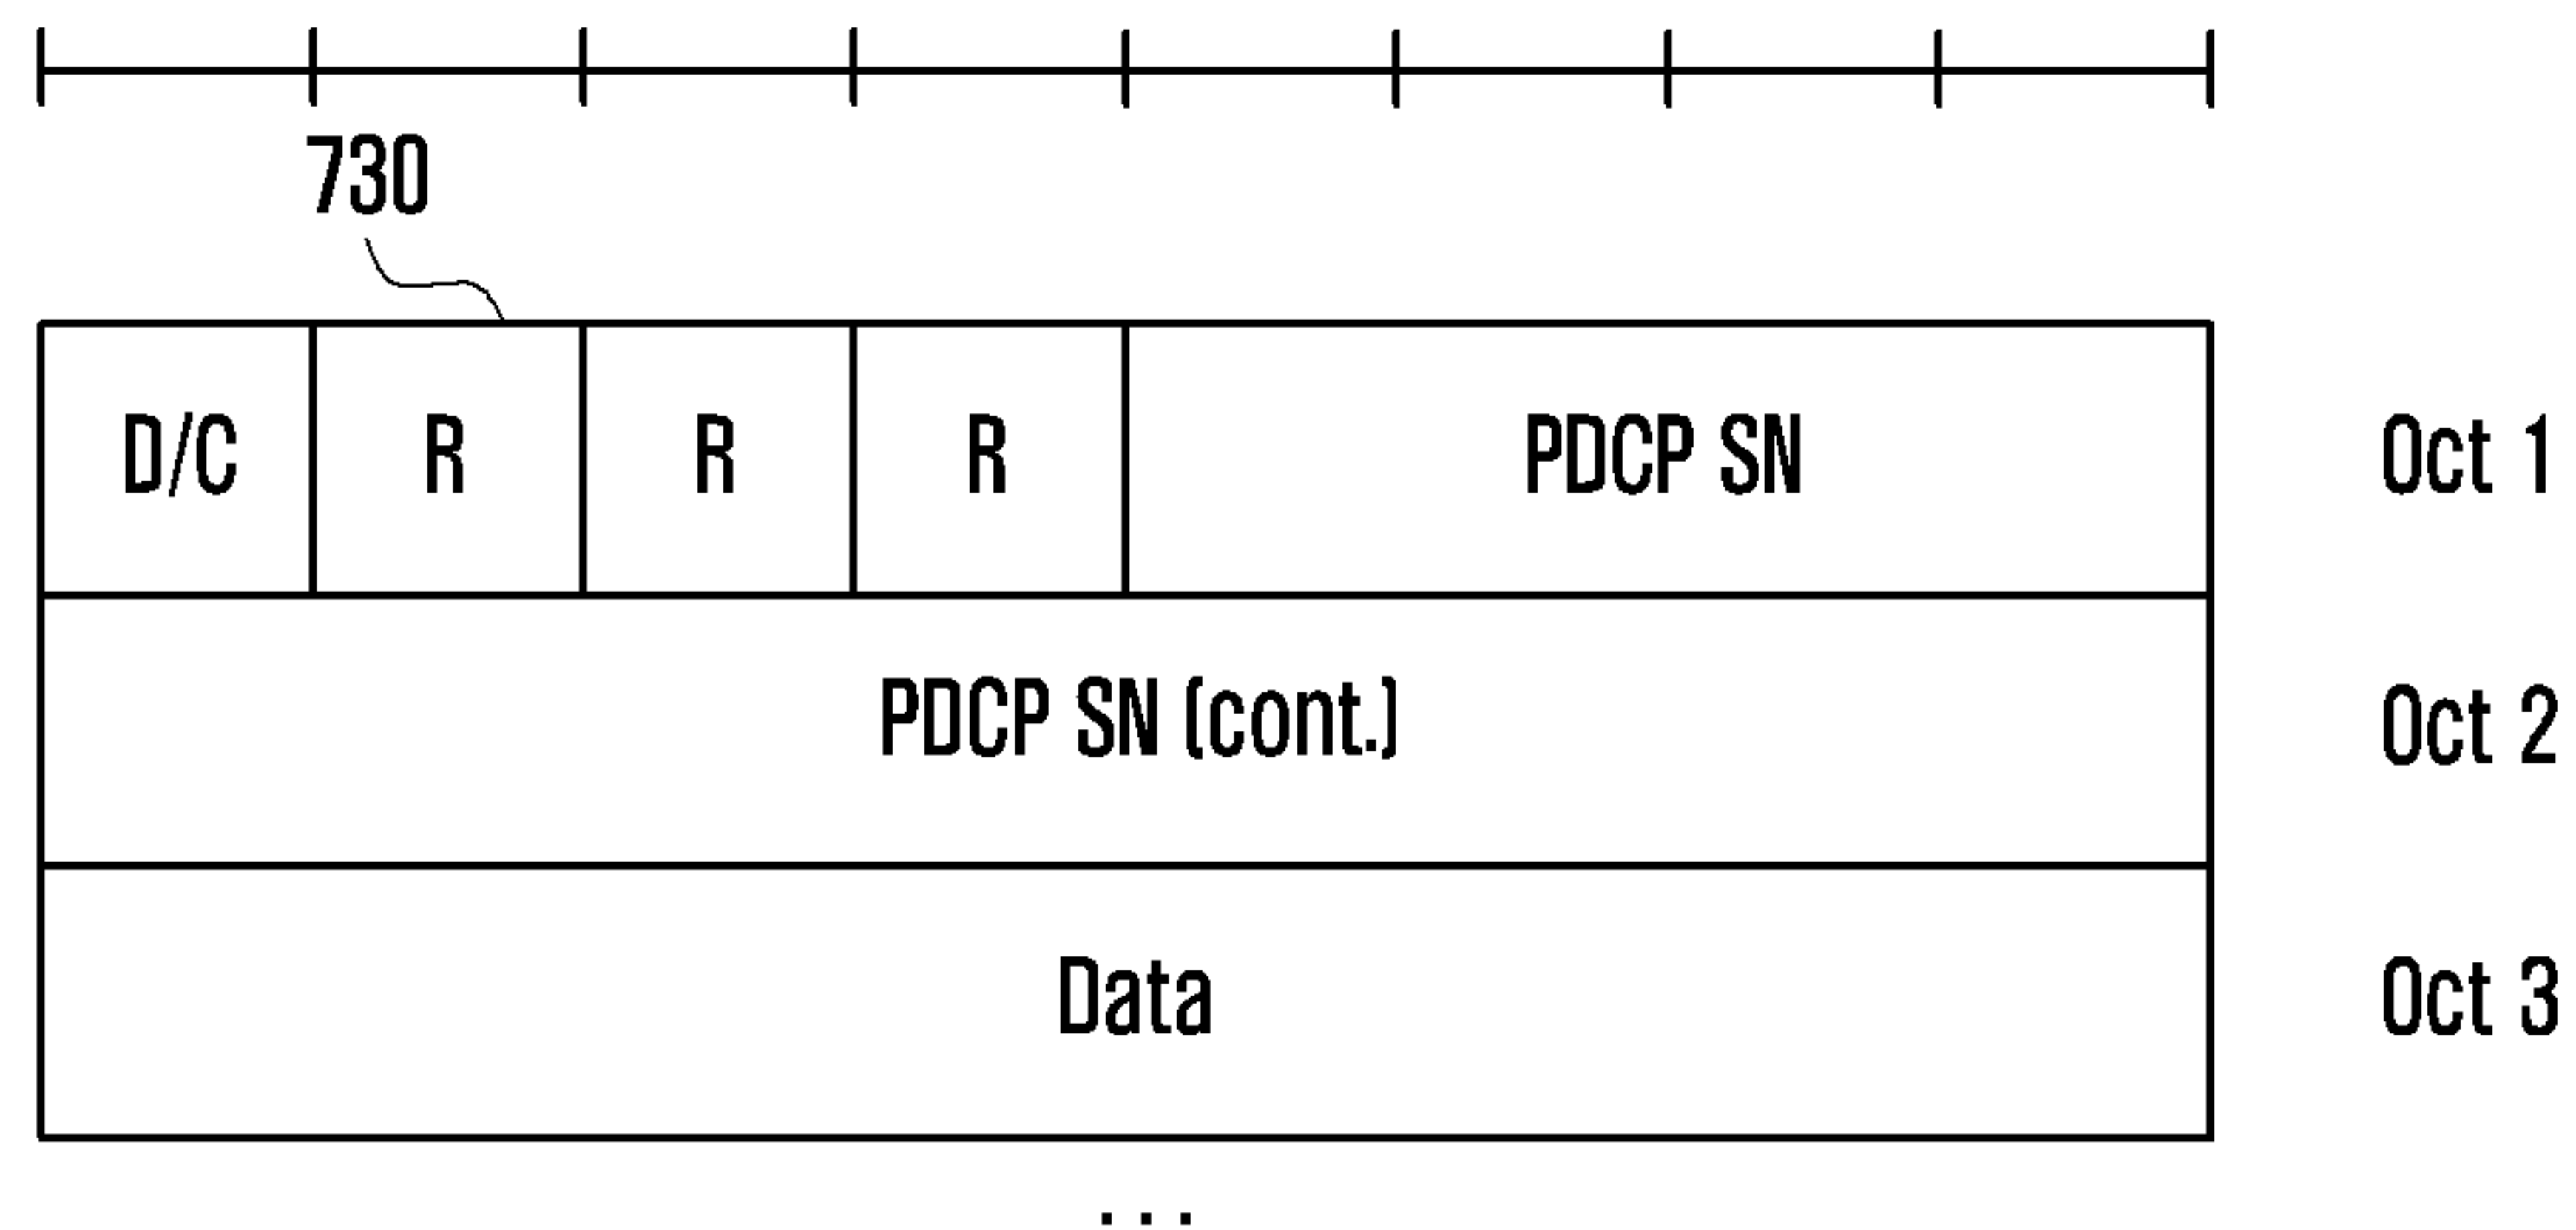 730
D/C R R R PDCP SN Oct 1
PDCP SN (cont.) Oct 2
Data Oct 3
...